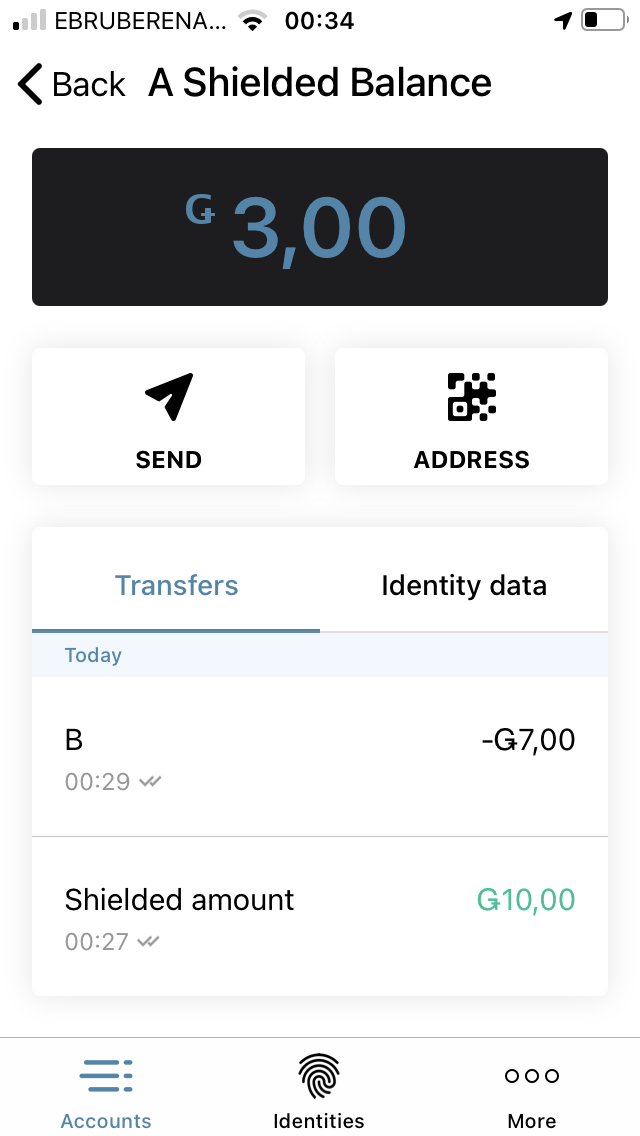 EBRUBERENA... 00:34
Back A Shielded Balance
Ǥ 3,00
SEND
ADDRESS
Transfers Identity data
Today
B -Ǥ7,00
00:29
Shielded amount Ǥ10,00
00:27
Accounts Identities More